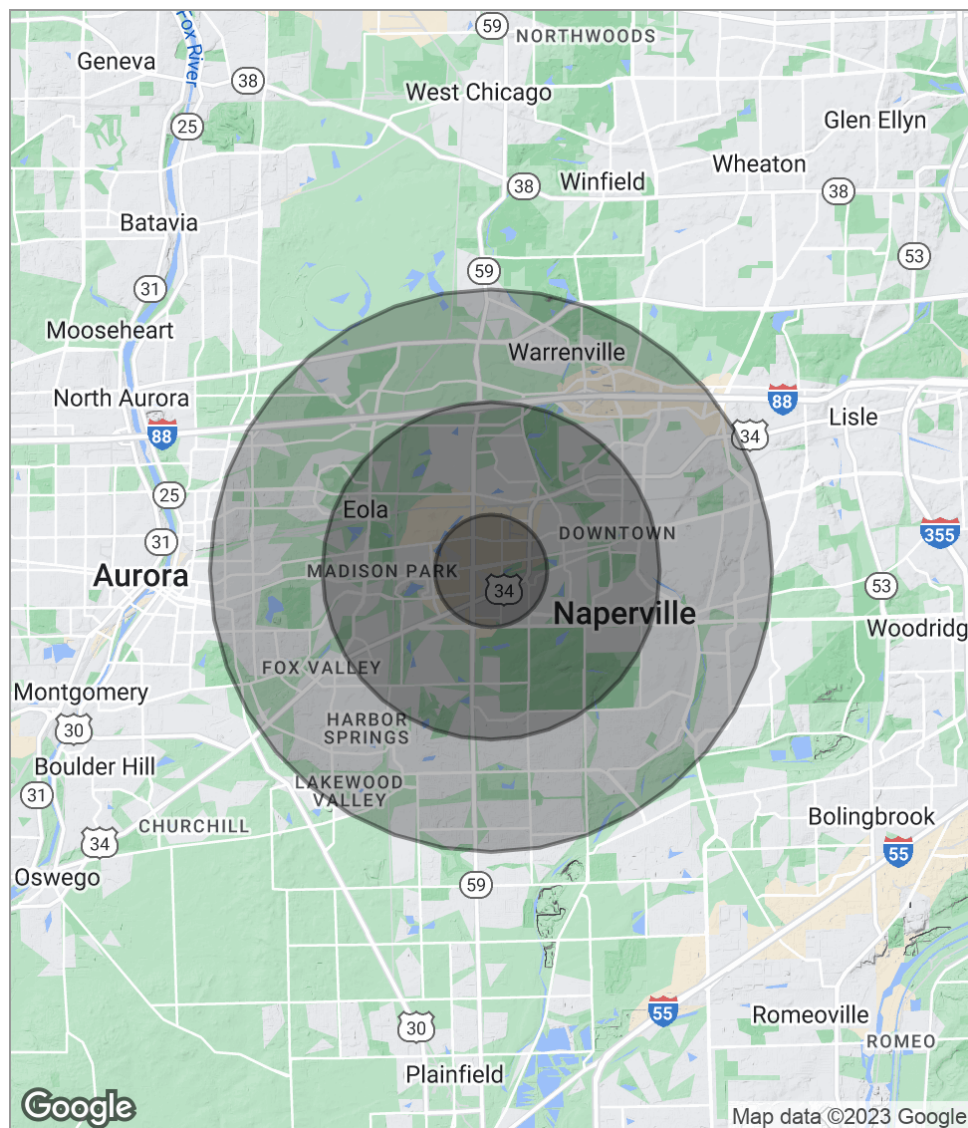 59
NORTHWOODS
Geneva
Fox River
38
West Chicago
25
Glen Ellyn
Wheaton
38
Winfield
38
Batavia
53
59
31
Mooseheart
Warrenville
North Aurora
88
Lisle
88
34
25
Eola
DOWNTOWN
355
31
Aurora
MADISON PARK
34
53
Naperville
Woodridg
FOX VALLEY
Montgomery
30
HARBOR
SPRINGS
Boulder Hill
LAKEWOOD
VALLEY
31
CHURCHILL
Bolingbrook
34
55
Oswego
59
55
Romeoville
30
ROMEO
Plainfield
Google
Map data ©2023 Google